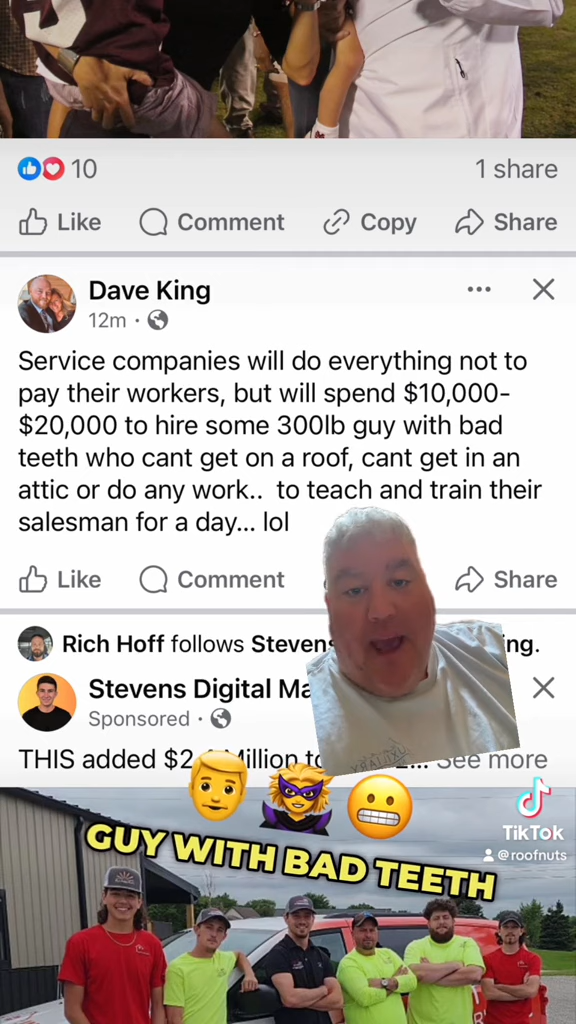 10
1 share
Like
Comment
Copy
Share
Dave King
12m
Service companies will do everything not to
pay their workers, but will spend $10,000-
$20,000 to hire some 300lb guy with bad
teeth who cant get on a roof, cant get in an
attic or do any work.. to teach and train their
salesman for a day... lol
Like
Comment
Share
Rich Hoff follows Stevens
Stevens Digital
Sponsored
THIS added
See more
TikTok
@roofnuts
GUY WITH BAD TEETH